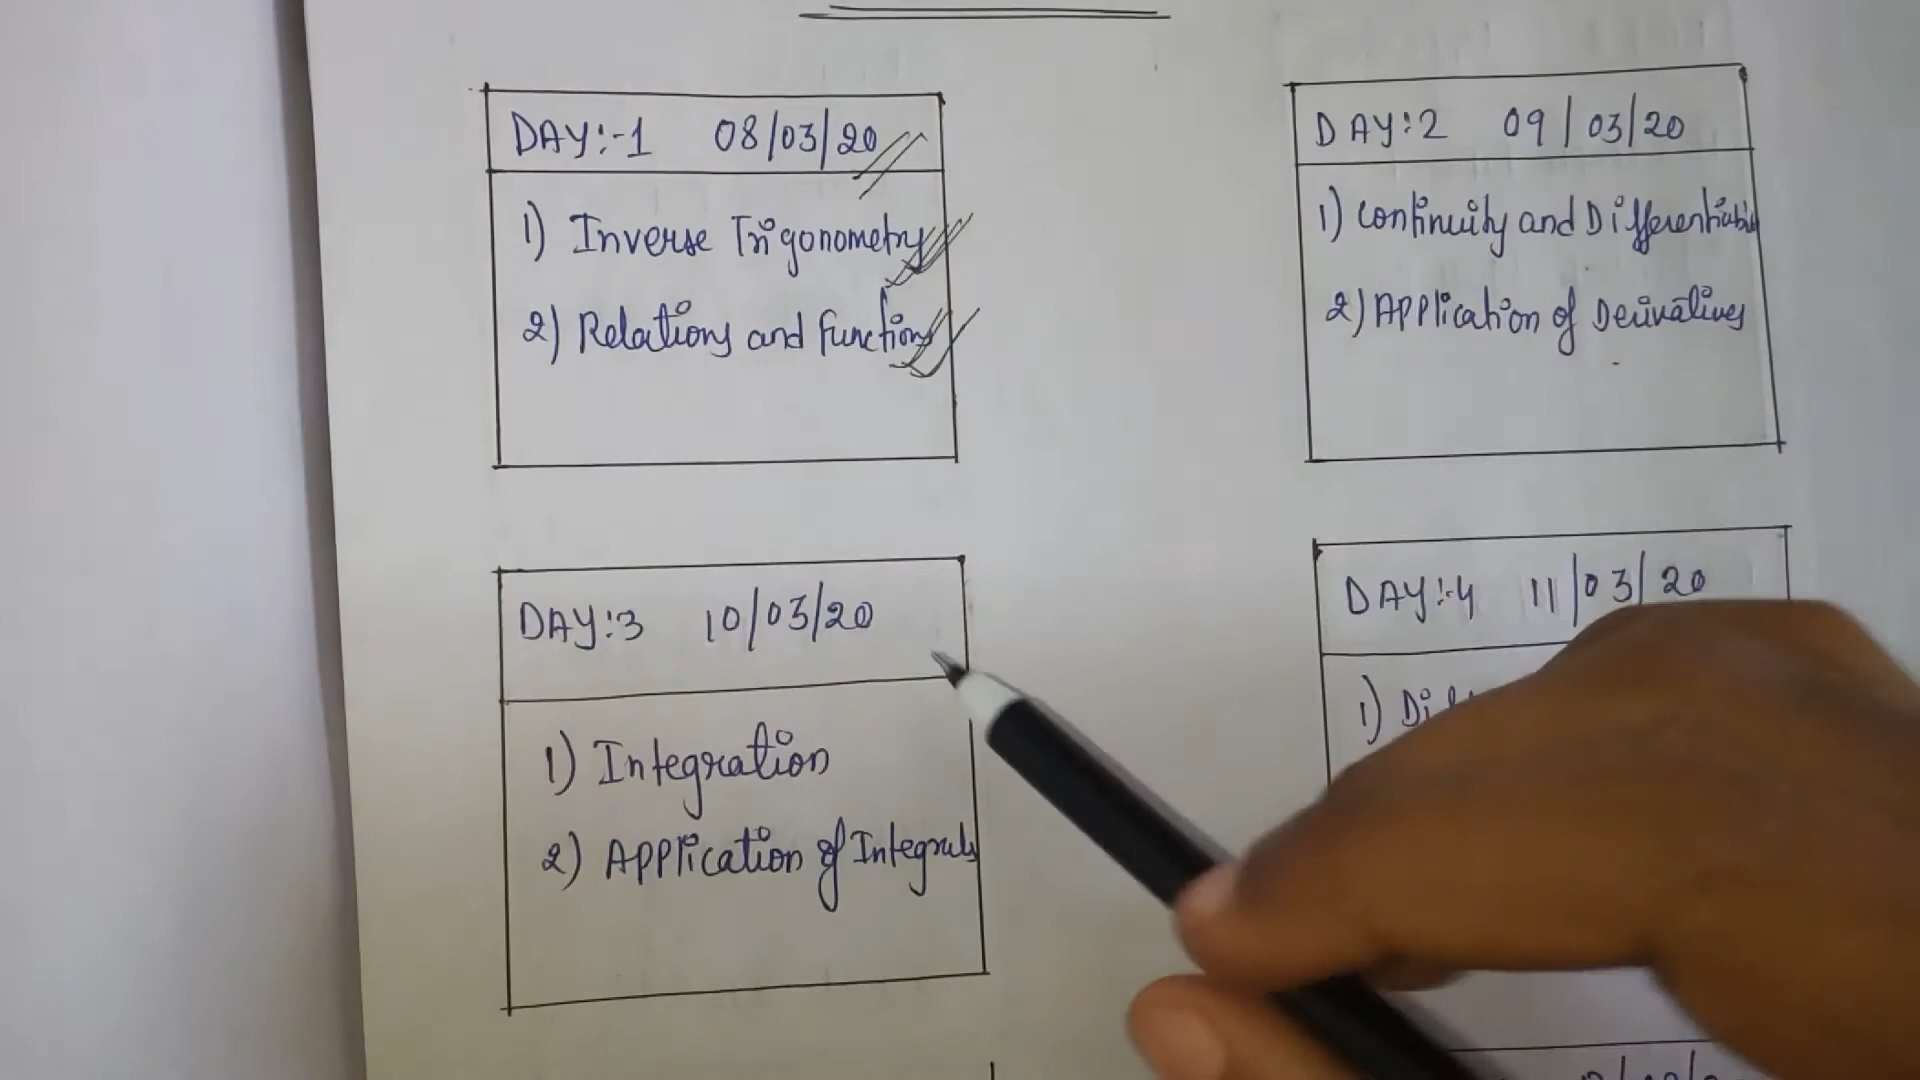 DAY:-1 08/03/20
1) Inverse Trigonometry
2) Relations and functions
DAY:2 09/03/20
1) Continuity and
2) Application of Derivatives
DAY:3 10/03/20
1) Integration
2) Application of Integrals
DAY:-4 11/03/20
1)